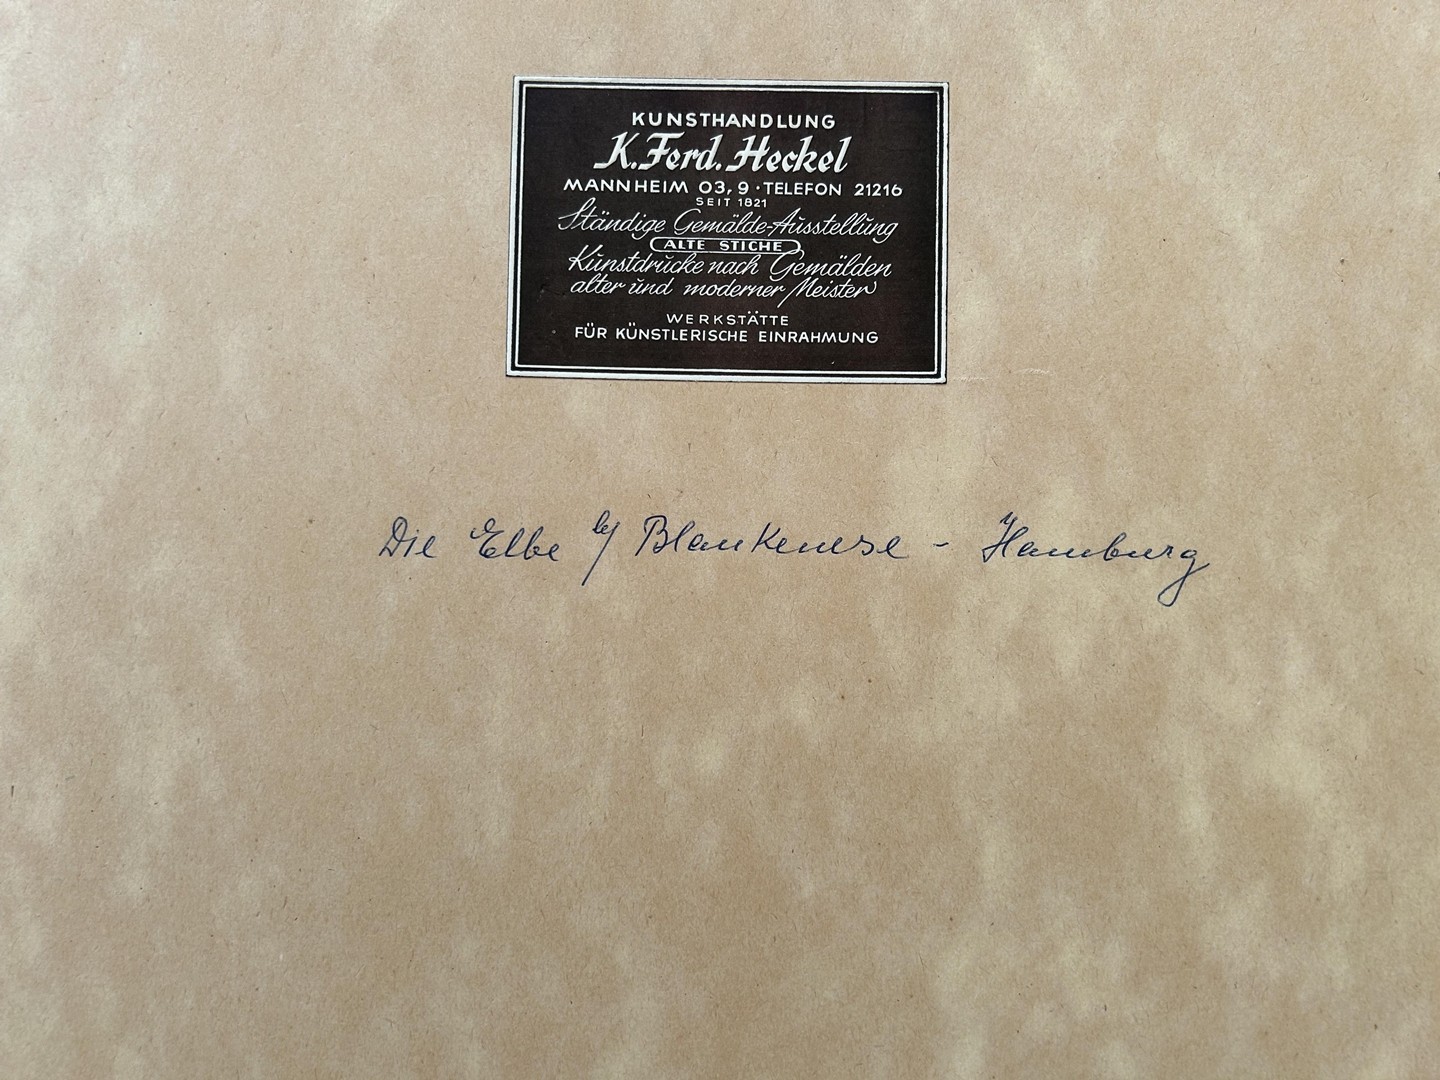 KUNSTHANDLUNG
K. Ferd. Heckel
MANNHEIM O3, 9 · TELEFON 21216
SEIT 1821
Ständige Gemälde-Ausstellung
ALTE STICHE
Kunstdrucke nach Gemälden
alter und moderner Meister
WERKSTÄTTE
FÜR KÜNSTLERISCHE EINRAHMUNG
Die Elbe b/ Blankenese - Hamburg